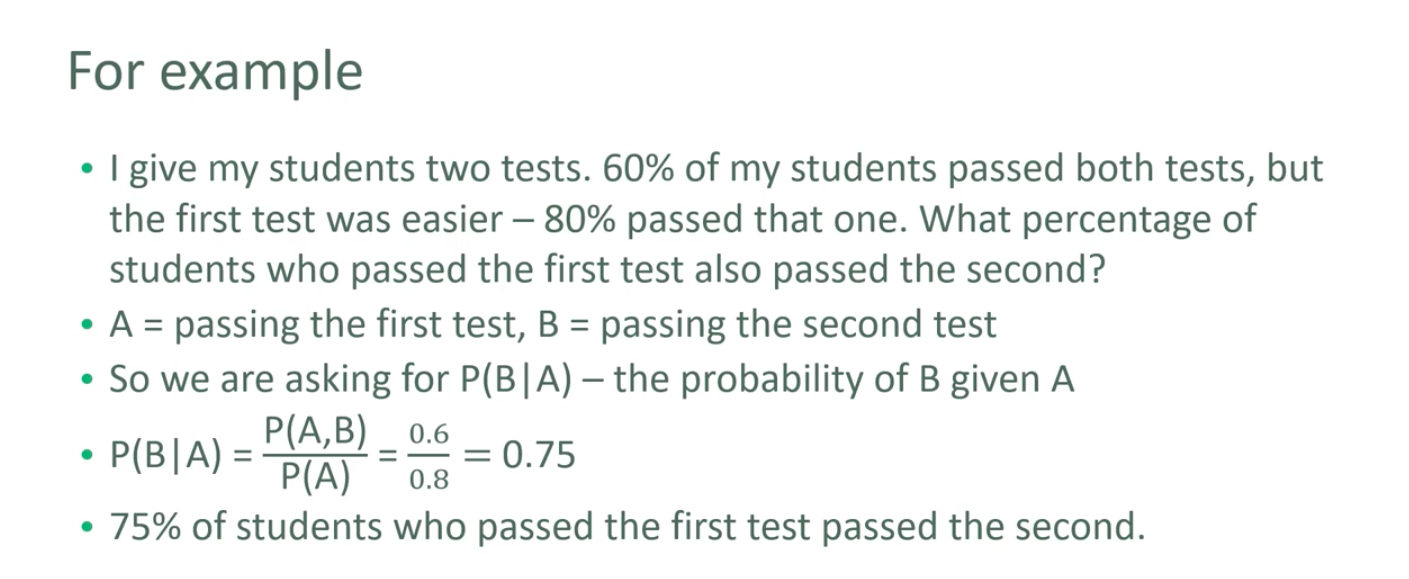 For example
• I give my students two tests. 60% of my students passed both tests, but
the first test was easier – 80% passed that one. What percentage of
students who passed the first test also passed the second?
• A = passing the first test, B = passing the second test
• So we are asking for P(B|A) – the probability of B given A
• P(B|A) = P(A,B)/P(A) = 0.6/0.8 = 0.75
• 75% of students who passed the first test passed the second.